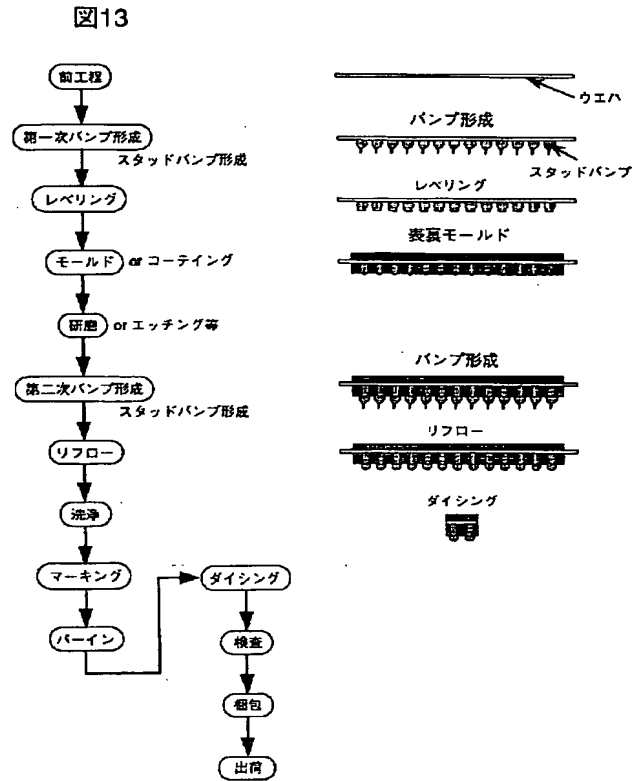 図13
前工程
第一次バンプ形成
スタッドバンプ形成
レベリング
モールド or コーテイング
研磨 or エッチング等
第二次バンプ形成
スタッドバンプ形成
リフロー
洗浄
マーキング
バーイン
ダイシング
検査
梱包
出荷
ウエハ
バンプ形成
スタッドバンプ
レベリング
表裏モールド
バンプ形成
リフロー
ダイシング